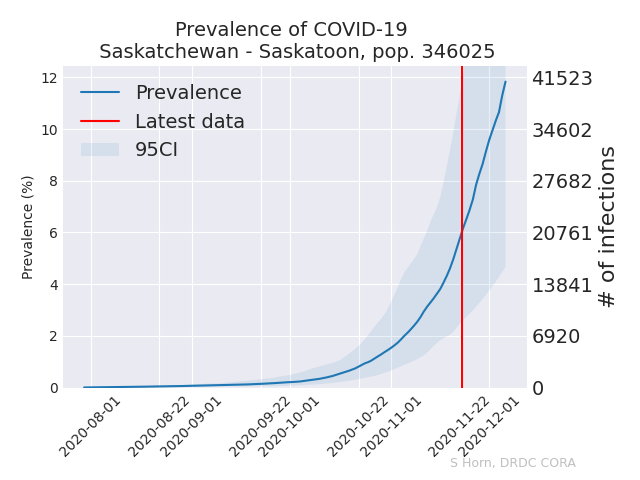 Prevalence of COVID-19
Saskatchewan - Saskatoon, pop. 346025
Prevalence
Latest data
95CI
Prevalence (%)
12
10
8
6
4
2
0
41523
34602
27682
20761
13841
6920
0
# of infections
2020-08-01
2020-08-22
2020-09-01
2020-09-22
2020-10-01
2020-10-22
2020-11-01
2020-11-22
2020-12-01
S Horn, DRDC CORA